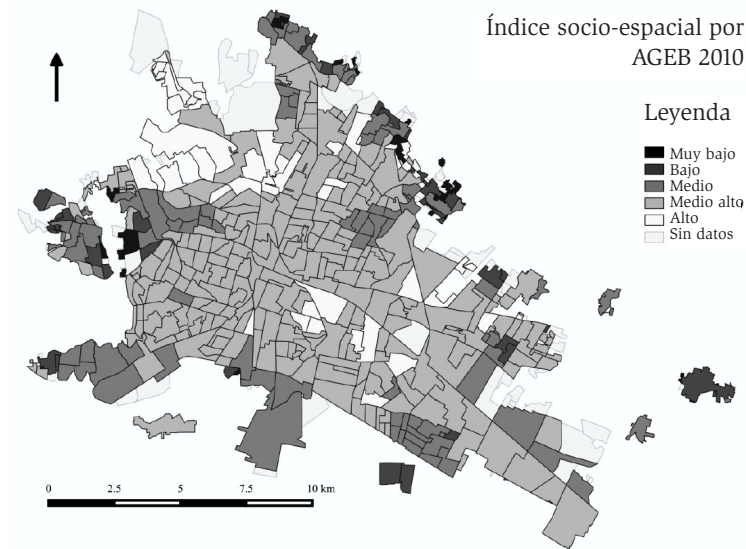 Índice socio-espacial por
AGEB 2010
Leyenda
Muy bajo
Bajo
Medio
Medio alto
Alto
Sin datos
0 2.5 5 7.5 10 km